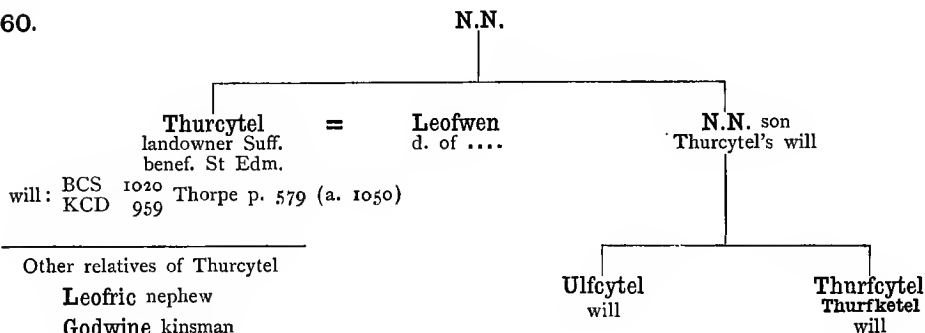 60.
N.N.
Thurcytel = Leofwen N.N. son
landowner Suff. d. of .... Thurcytel's will
benef. St Edm.
will: BCS 1020 Thorpe p. 579 (a. 1050)
KCD 959
Other relatives of Thurcytel
Leofric nephew
Godwine kinsman
Ulfcytel Thurfcytel
will Thurfketel
will